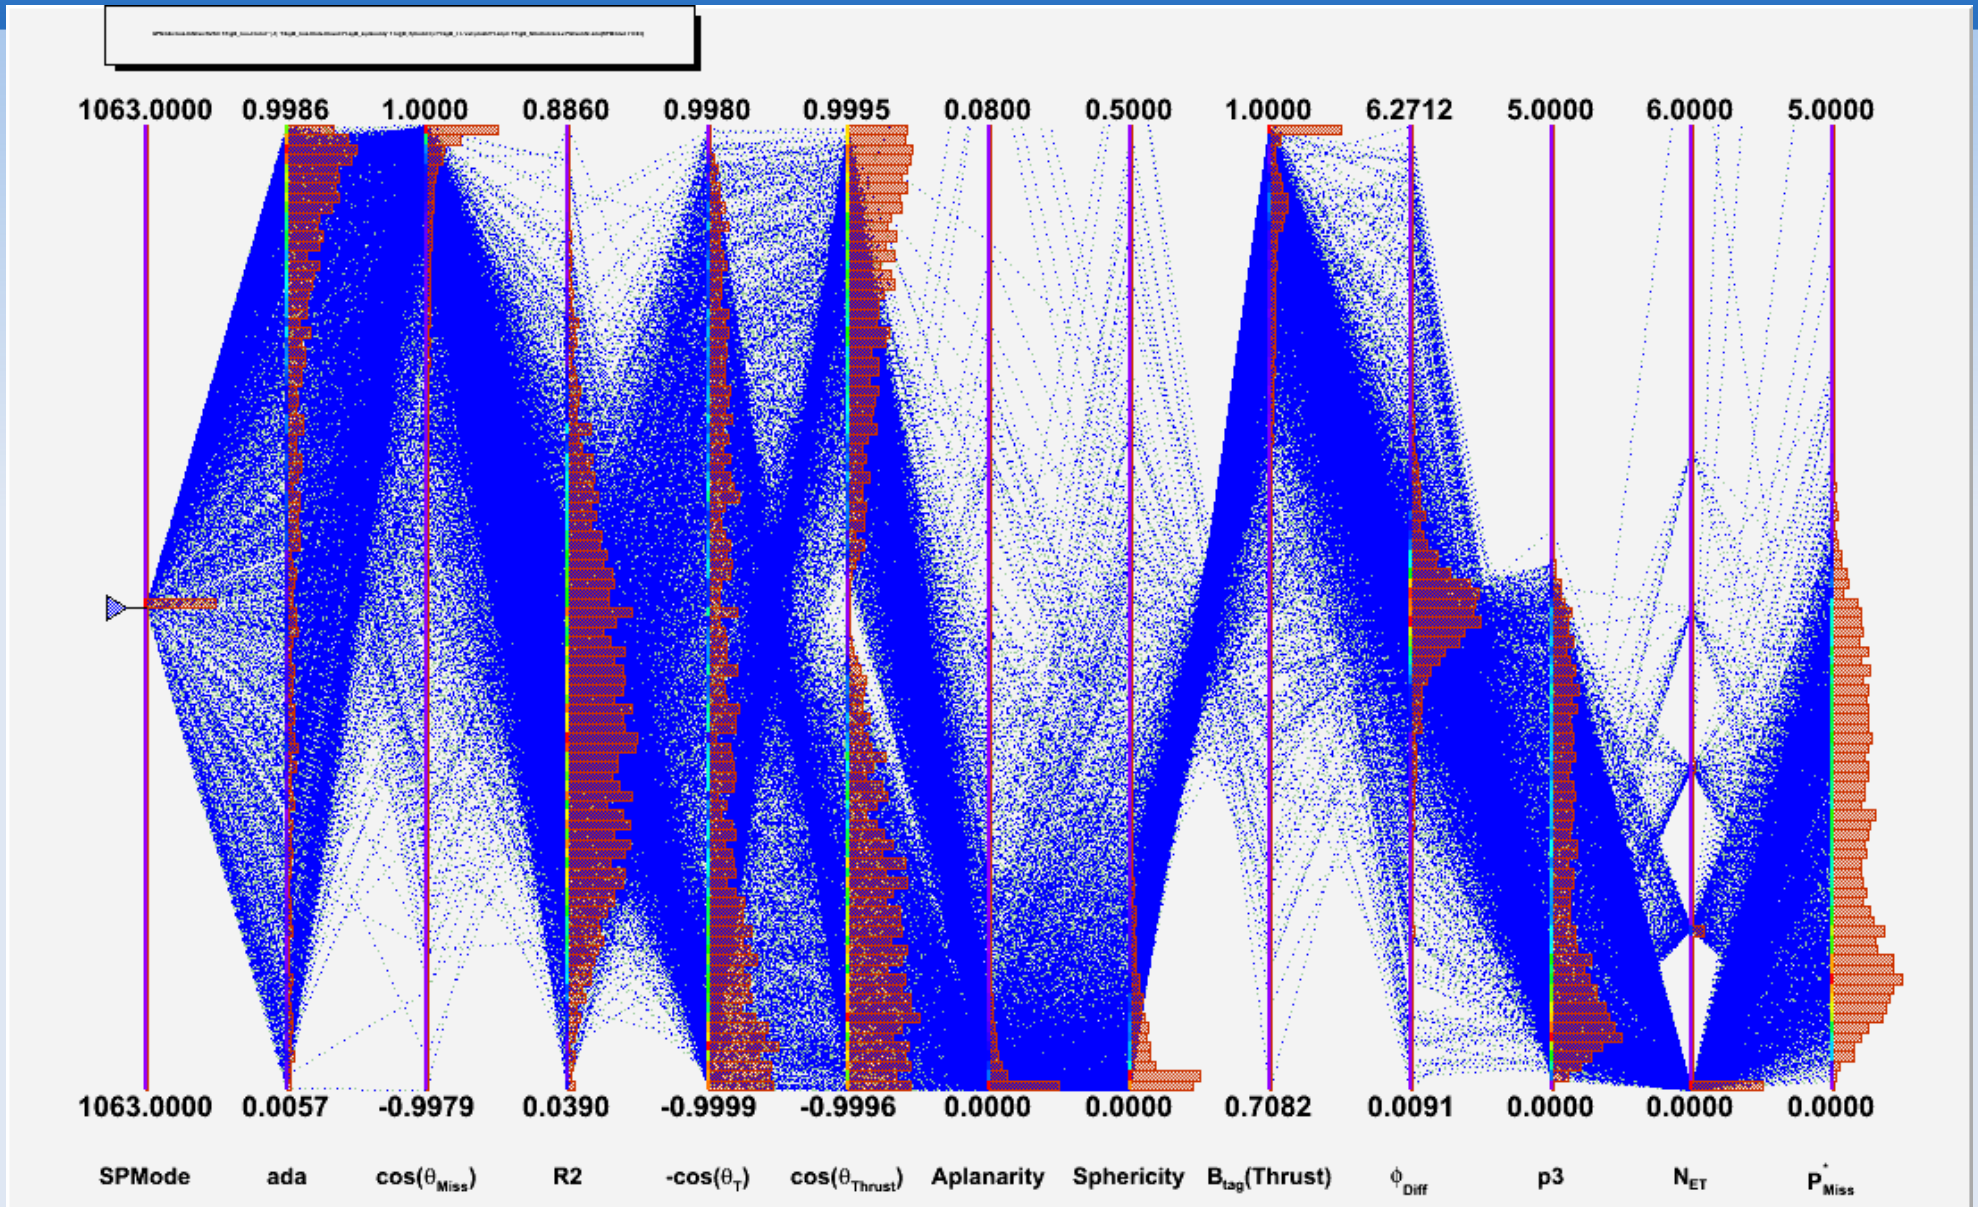 1063.0000 0.9986 1.0000 0.8860 0.9980 0.9995 0.0800 0.5000 1.0000 6.2712 5.0000 6.0000 5.0000
1063.0000 0.0057 -0.9979 0.0390 -0.9999 -0.9996 0.0000 0.0000 0.7082 0.0091 0.0000 0.0000 0.0000
SPMode ada cos(θMiss) R2 -cos(θT) cos(θThrust) Aplanarity Sphericity Btag(Thrust) ϕDiff p3 NET P*Miss